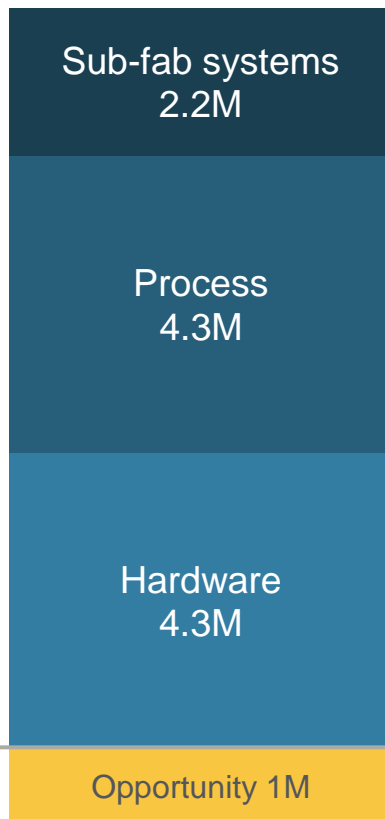 Sub-fab systems
2.2M
Process
4.3M
Hardware
4.3M
Opportunity 1M